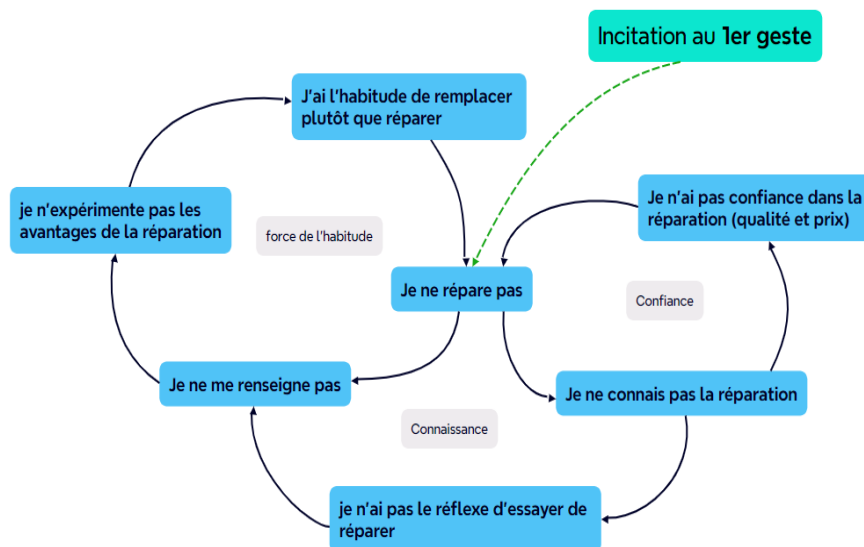 Incitation au 1er geste
J'ai l'habitude de remplacer
plutôt que réparer
Je n'ai pas confiance dans la
réparation (qualité et prix)
je n'expérimente pas les
avantages de la réparation
force de l'habitude
Je ne répare pas
Confiance
Je ne me renseigne pas
Je ne connais pas la réparation
Connaissance
je n'ai pas le réflexe d'essayer de
réparer